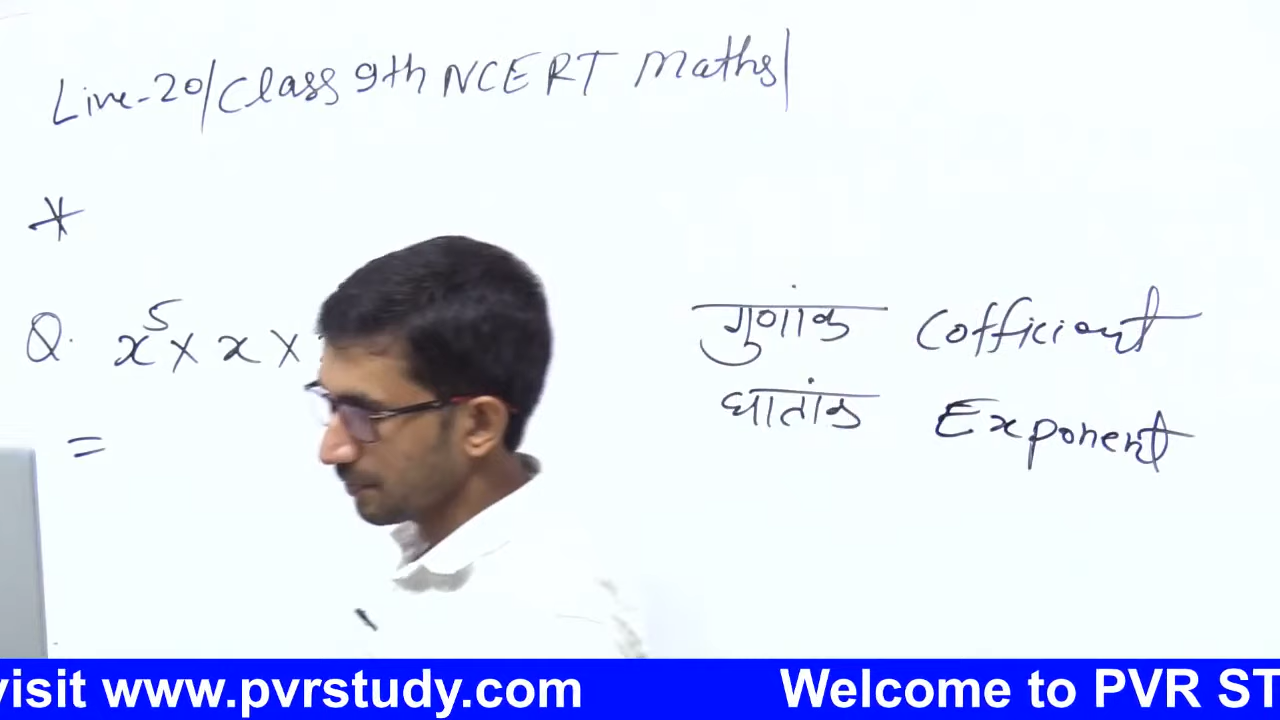 Live-20/Class 9th NCERT Maths/
*
Q. x⁵ × x ×
=
गुणांक Cofficient
घातांक Exponent
visit www.pvrstudy.com Welcome to PVR ST